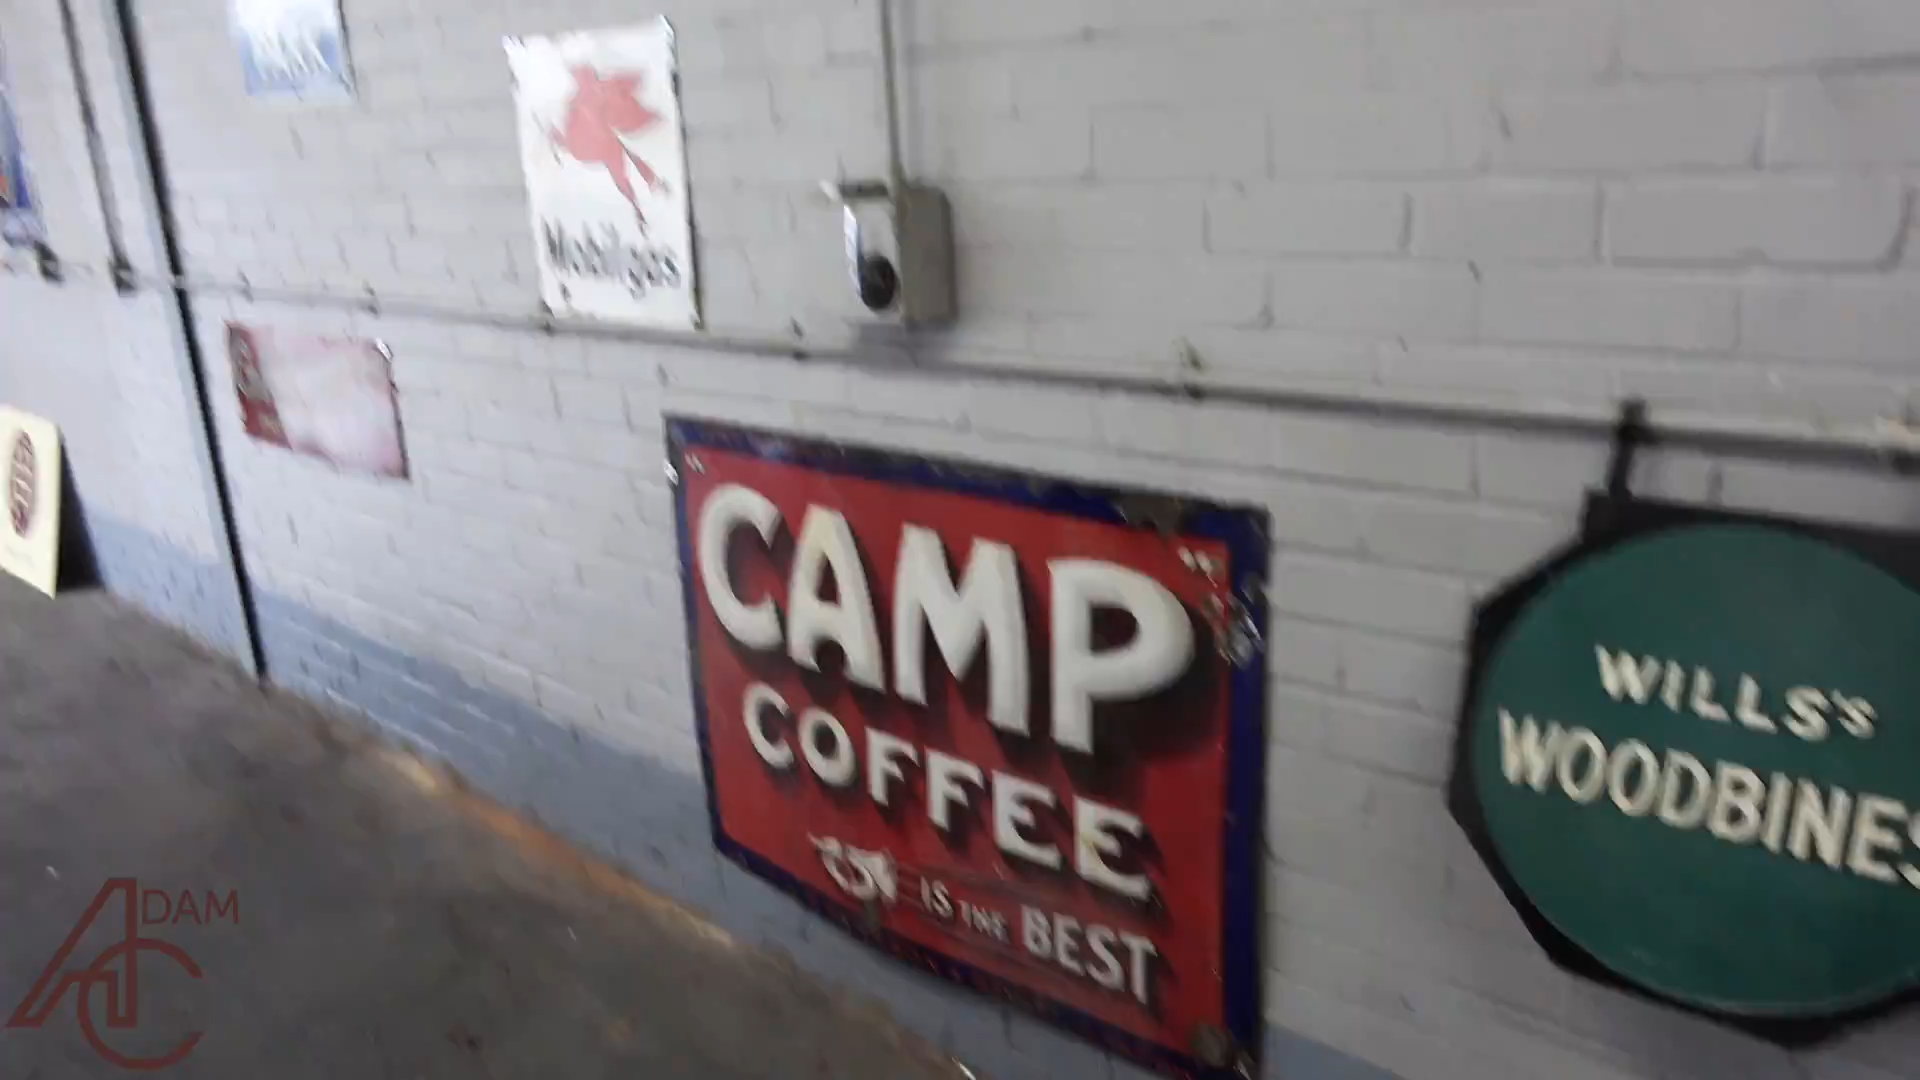 Mobilgas
CAMP
COFFEE
IS THE BEST
WILLS'S
WOODBINES
ADAM